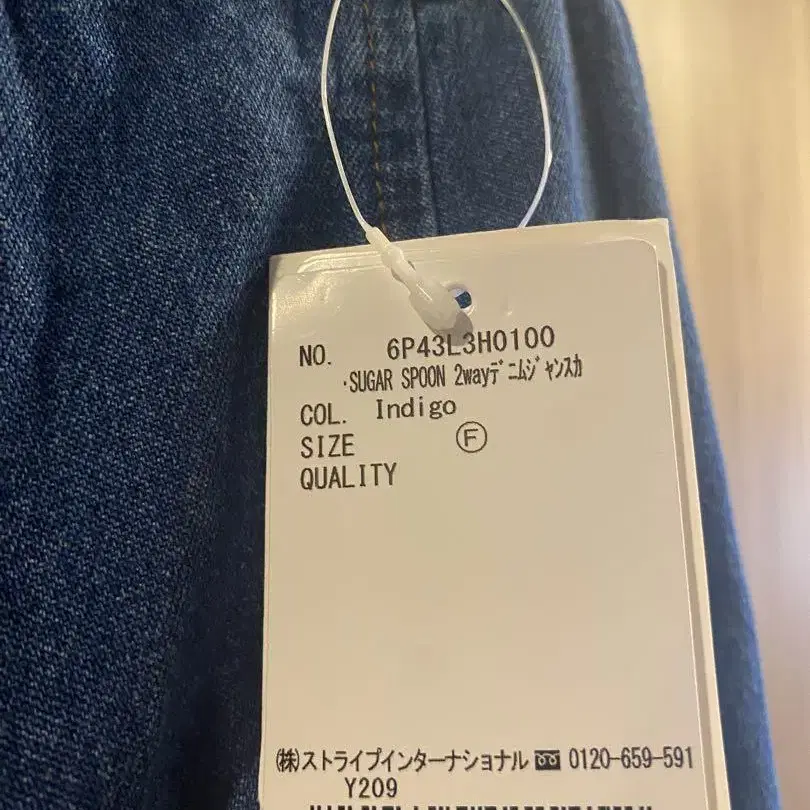 NO. 6P43L3H0100
･SUGAR SPOON 2wayﾃﾞﾆﾑｼﾞｬﾝｽｶ
COL. Indigo
SIZE Ⓕ
QUALITY
㈱ストライプインターナショナル 0120-659-591
Y209